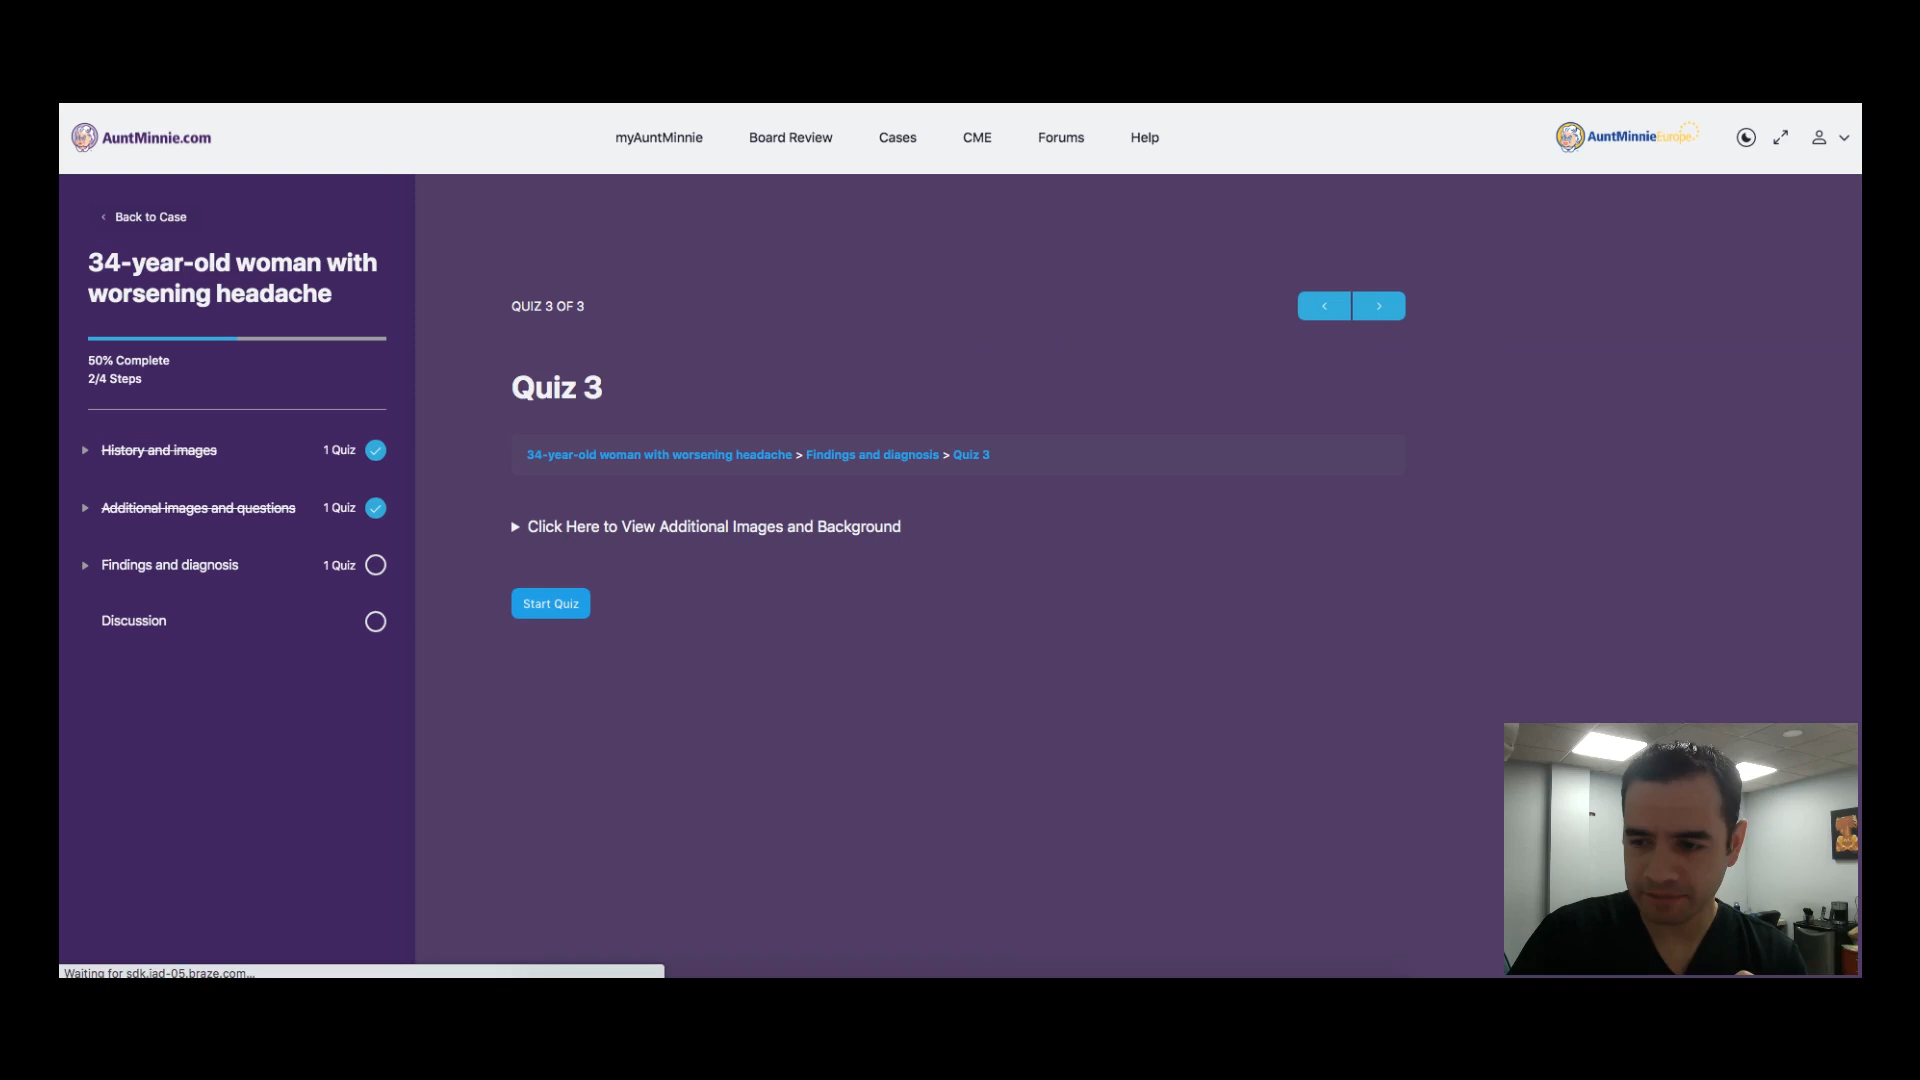 AuntMinnie.com
myAuntMinnie
Board Review
Cases
CME
Forums
Help
AuntMinnieEurope
Back to Case
34-year-old woman with
worsening headache
50% Complete
2/4 Steps
History and images
1 Quiz
Additional images and questions
1 Quiz
Findings and diagnosis
1 Quiz
Discussion
QUIZ 3 OF 3
Quiz 3
34-year-old woman with worsening headache > Findings and diagnosis > Quiz 3
Click Here to View Additional Images and Background
Start Quiz
Waiting for sdk.iad-05.braze.com...